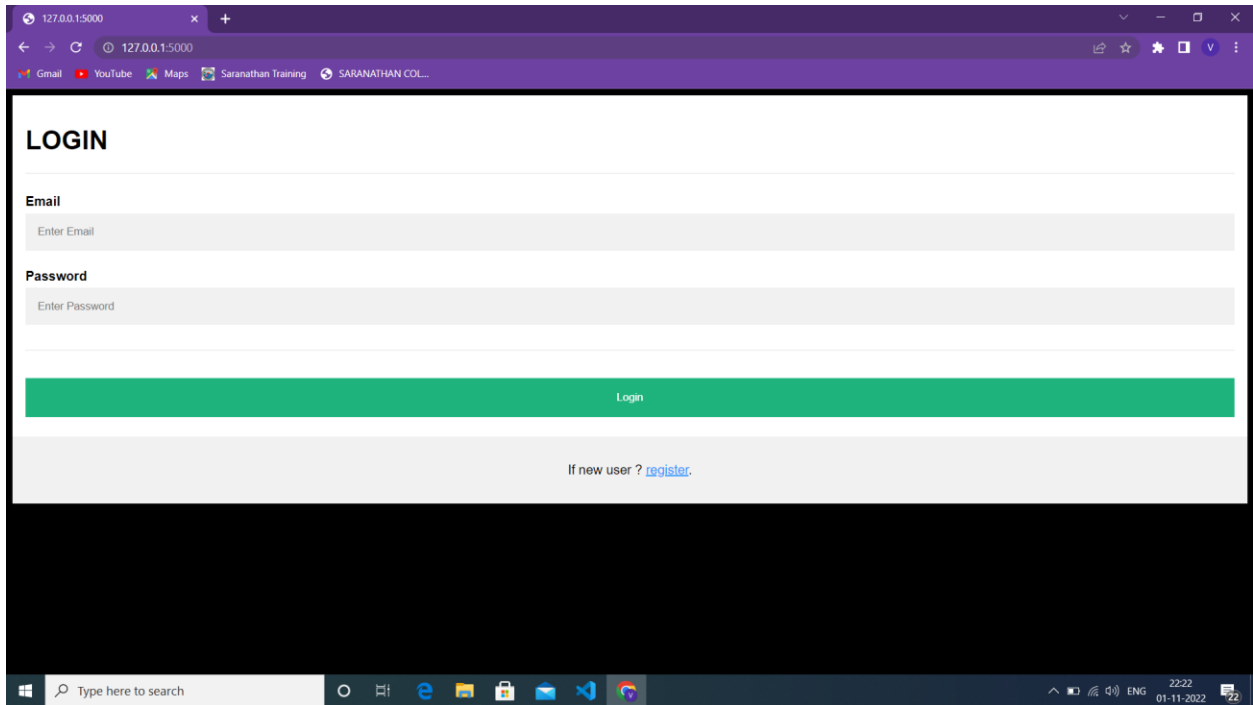 127.0.0.1:5000
127.0.0.1:5000
V
Gmail YouTube Maps Saranathan Training SARANATHAN COL...
LOGIN
Email
Enter Email
Password
Enter Password
Login
If new user ? register.
Type here to search
ENG
22:22
01-11-2022
22